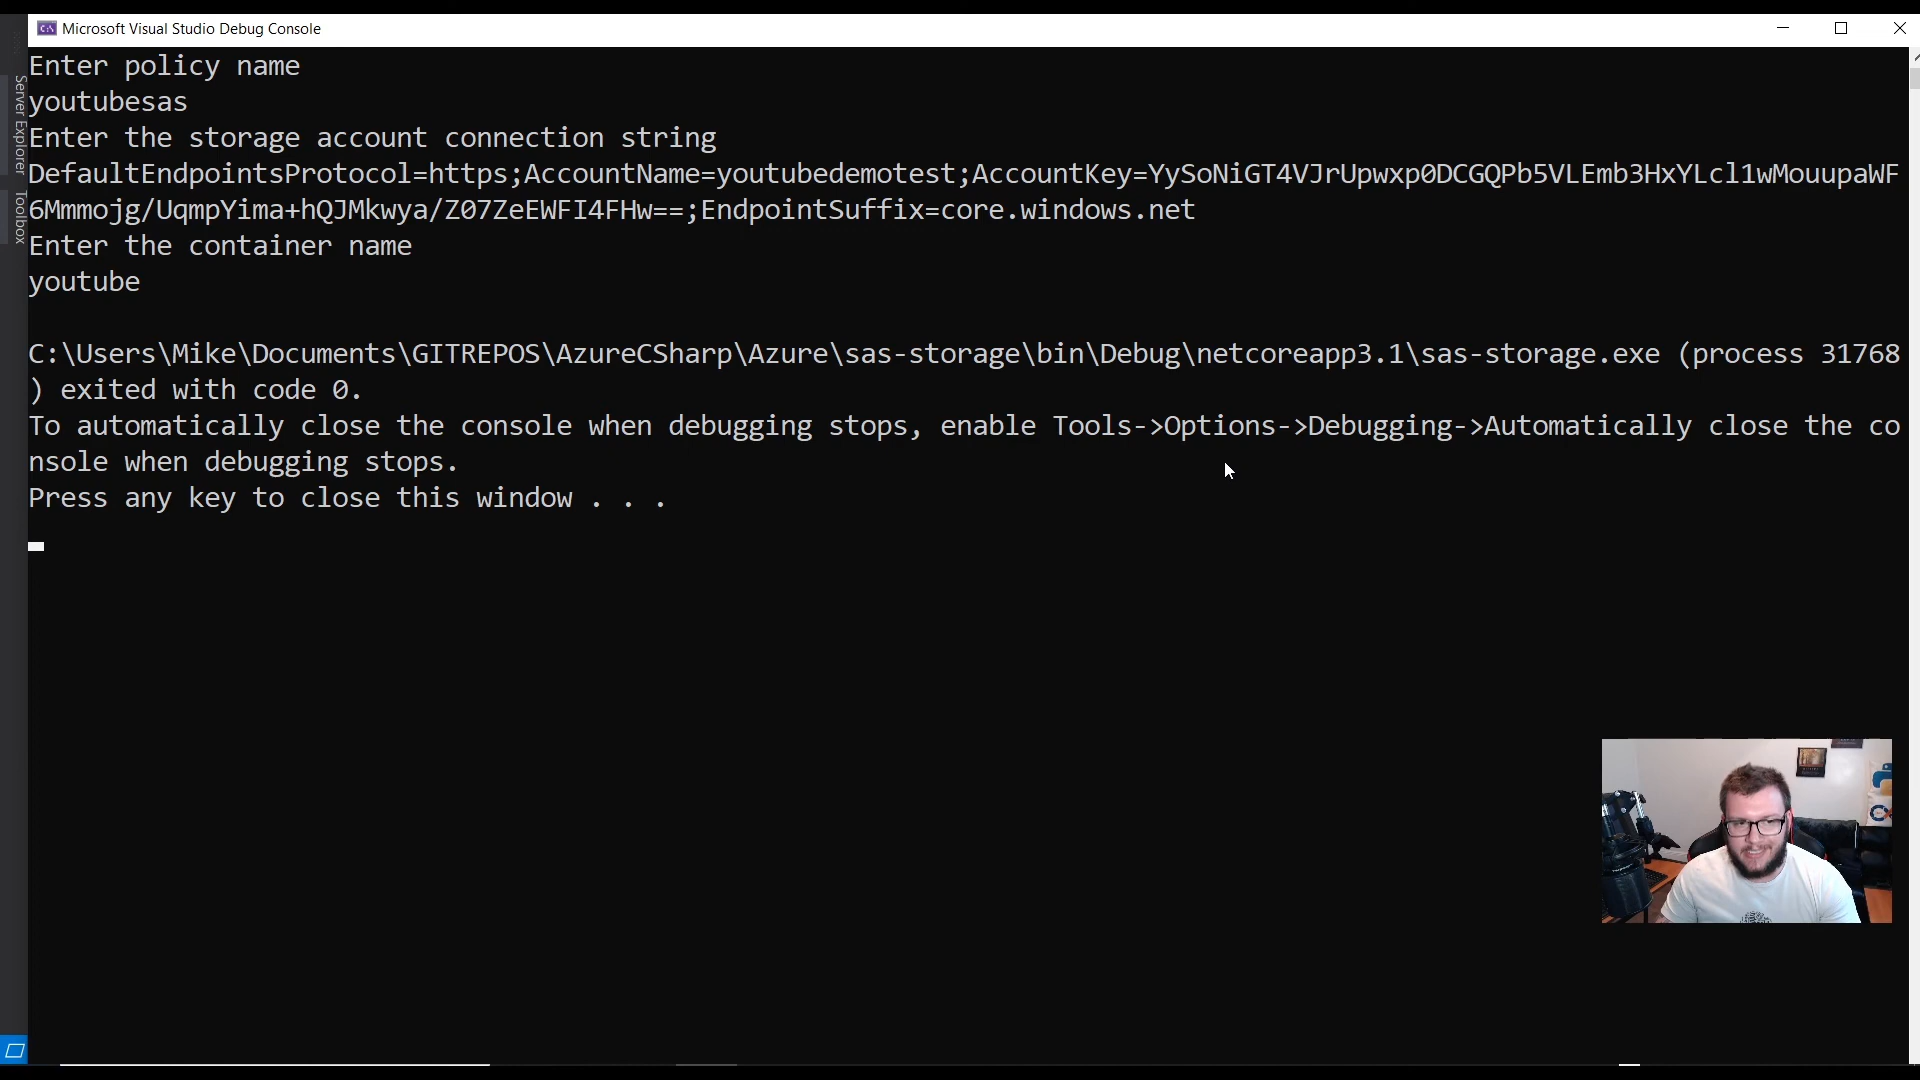 Microsoft Visual Studio Debug Console
Server Explorer
Toolbox
Enter policy name
youtubesas
Enter the storage account connection string
DefaultEndpointsProtocol=https;AccountName=youtubedemotest;AccountKey=YySoNiGT4VJrUpwxp0DCGQPb5VLEmb3HxYLcl1wMouupaWF
6Mmmojg/UqmpYima+hQJMkwya/Z07ZeEWFI4FHw==;EndpointSuffix=core.windows.net
Enter the container name
youtube
C:\Users\Mike\Documents\GITREPOS\AzureCSharp\Azure\sas-storage\bin\Debug\netcoreapp3.1\sas-storage.exe (process 31768
) exited with code 0.
To automatically close the console when debugging stops, enable Tools->Options->Debugging->Automatically close the co
nsole when debugging stops.
Press any key to close this window . . .